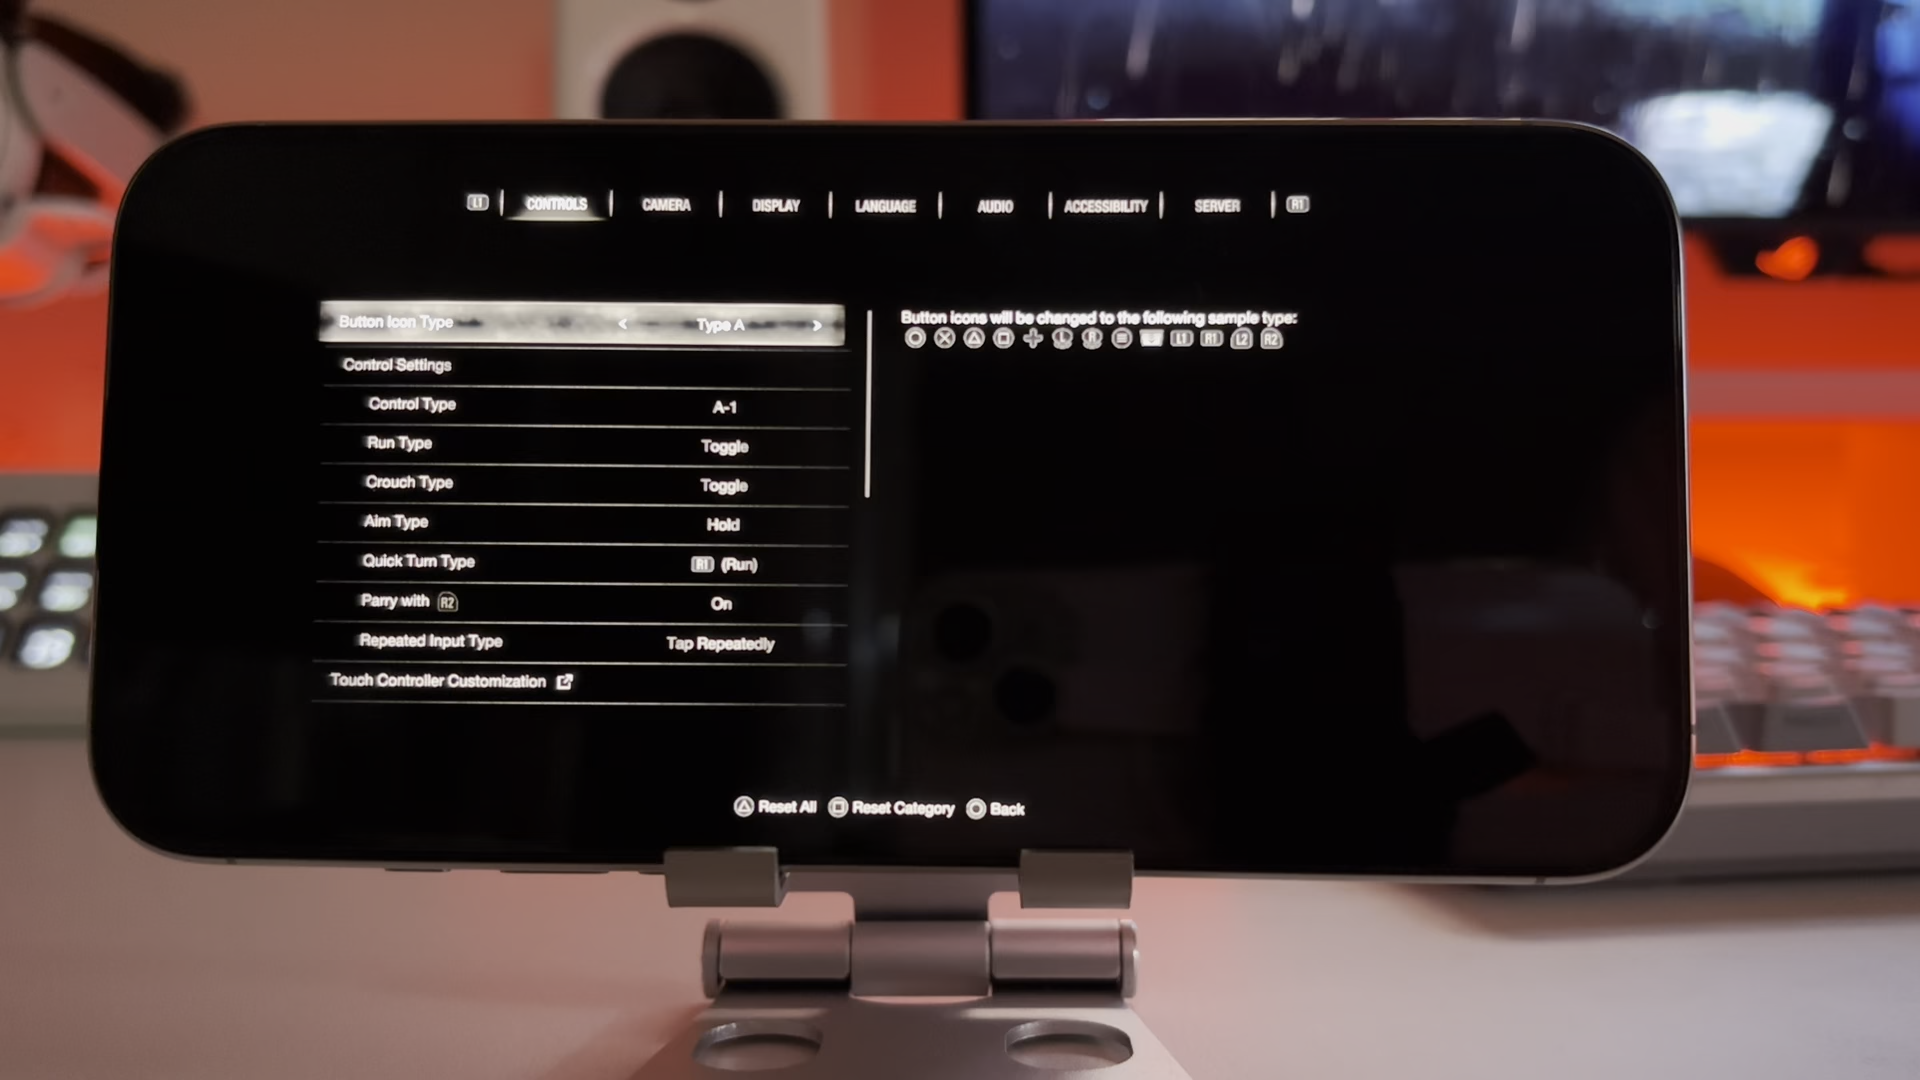 L1 CONTROLS CAMERA DISPLAY LANGUAGE AUDIO ACCESSIBILITY SERVER R1
Button Icon Type Type A
Button icons will be changed to the following sample type:
L R L1 R1 L2 R2
Control Settings
Control Type A-1
Run Type Toggle
Crouch Type Toggle
Aim Type Hold
Quick Turn Type R1 (Run)
Parry with R2 On
Repeated Input Type Tap Repeatedly
Touch Controller Customization
Reset All Reset Category Back